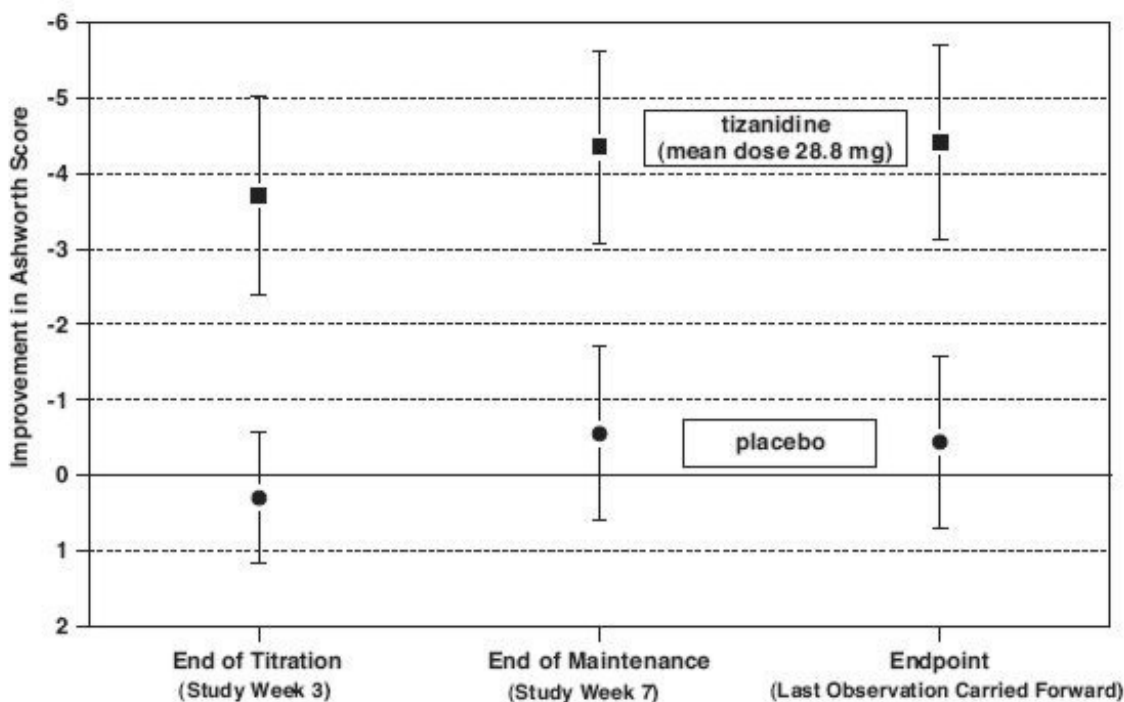 Improvement in Ashworth Score
-6
-5
-4
-3
-2
-1
0
1
2
tizanidine
(mean dose 28.8 mg)
placebo
End of Titration
(Study Week 3)
End of Maintenance
(Study Week 7)
Endpoint
(Last Observation Carried Forward)